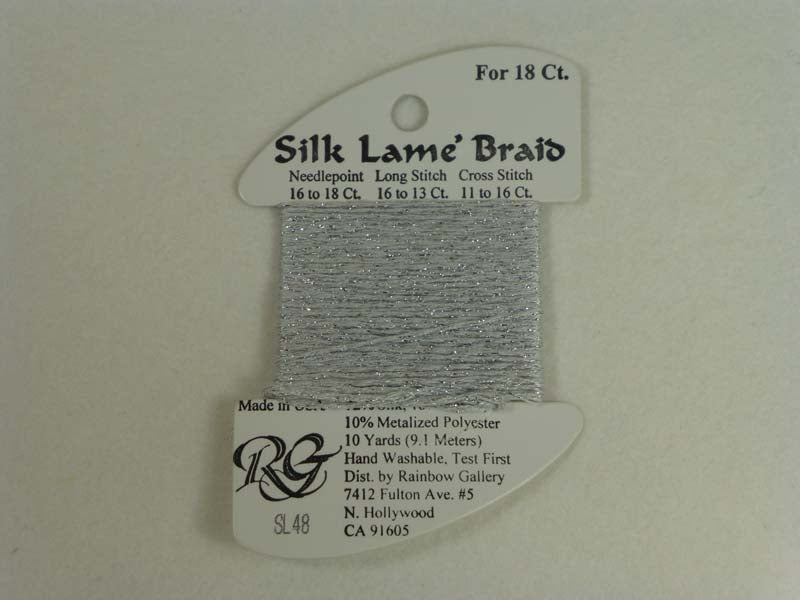 For 18 Ct.
Silk Lame' Braid
Needlepoint Long Stitch Cross Stitch
16 to 18 Ct. 16 to 13 Ct. 11 to 16 Ct.
Made in
10% Metalized Polyester
10 Yards (9.1 Meters)
Hand Washable, Test First
Dist. by Rainbow Gallery
7412 Fulton Ave. #5
N. Hollywood
CA 91605
RG
SL48